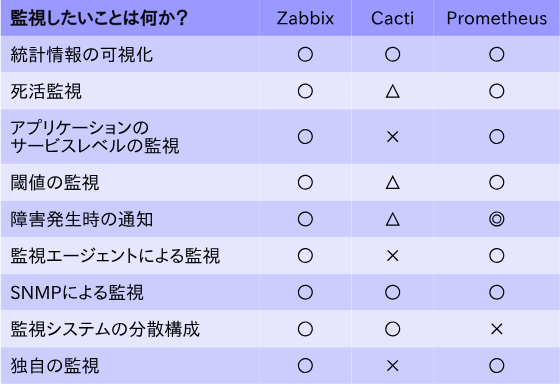 監視したいことは何か? Zabbix Cacti Prometheus
統計情報の可視化 ○ ○ ○
死活監視 ○ △ ○
アプリケーションの
サービスレベルの監視 ○ × ○
閾値の監視 ○ △ ○
障害発生時の通知 ○ △ ◎
監視エージェントによる監視 ○ × ○
SNMPによる監視 ○ ○ ○
監視システムの分散構成 ○ ○ ×
独自の監視 ○ × ○